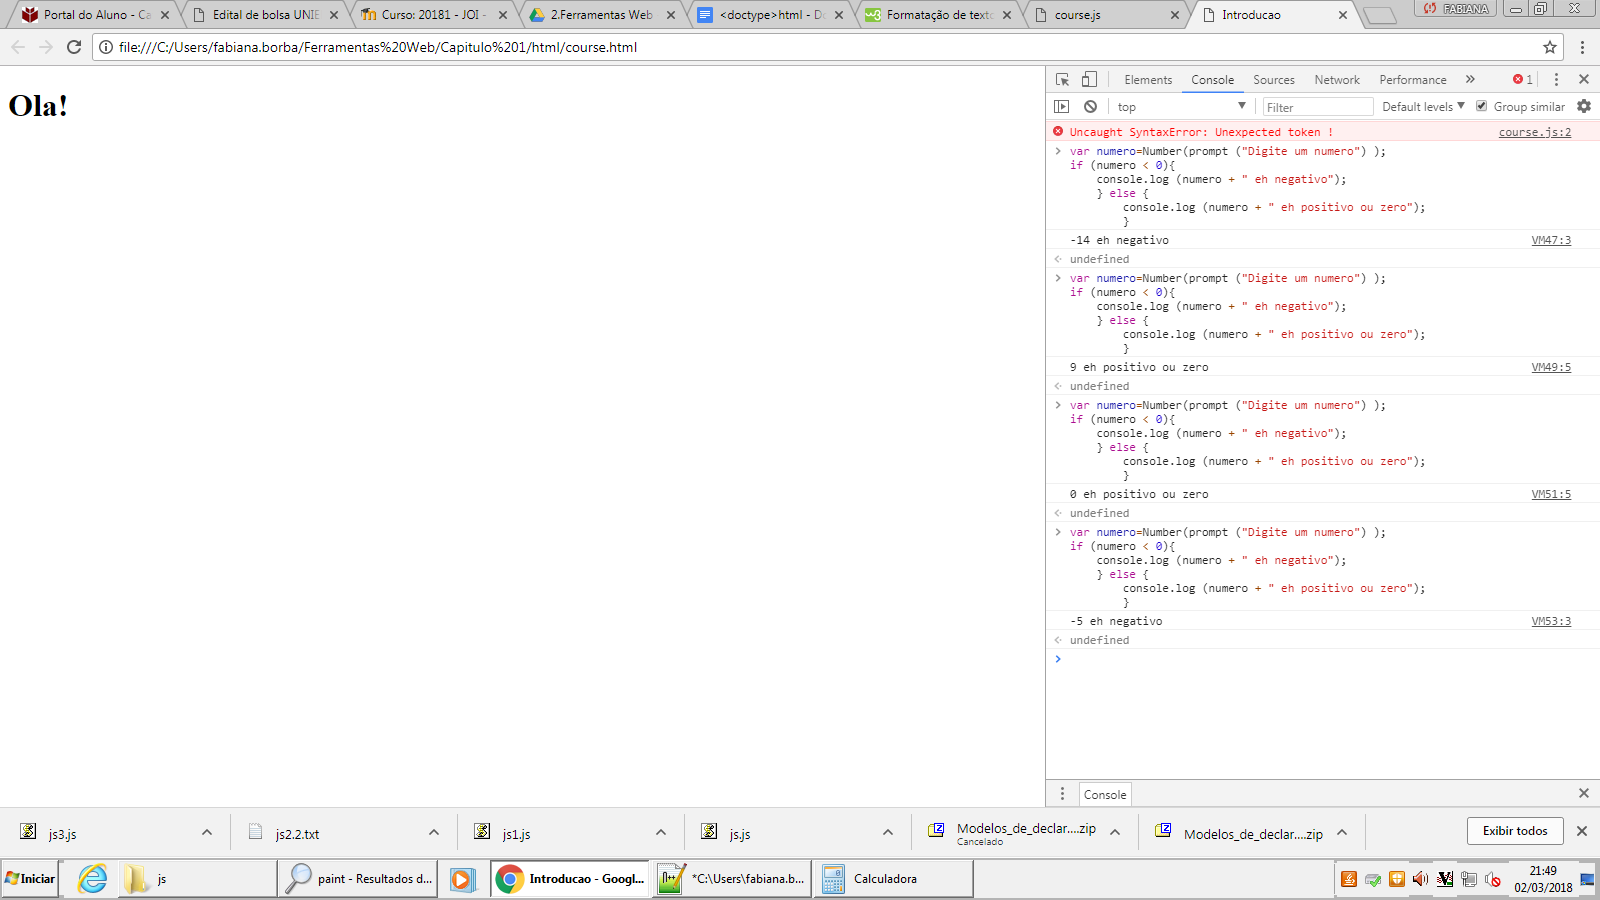 Portal do Aluno - Ca
Edital de bolsa UNIE
Curso: 20181 - JOI -
2.Ferramentas Web
<doctype>html - Do
Formatação de texto
course.js
Introducao
FABIANA
file:///C:/Users/fabiana.borba/Ferramentas%20Web/Capitulo%201/html/course.html
Ola!
Elements Console Sources Network Performance » 1
top Filter Default levels Group similar
Uncaught SyntaxError: Unexpected token ! course.js:2
> var numero=Number(prompt ("Digite um numero") );
if (numero < 0){
console.log (numero + " eh negativo");
} else {
console.log (numero + " eh positivo ou zero");
}
-14 eh negativo VM47:3
undefined
> var numero=Number(prompt ("Digite um numero") );
if (numero < 0){
console.log (numero + " eh negativo");
} else {
console.log (numero + " eh positivo ou zero");
}
9 eh positivo ou zero VM49:5
undefined
> var numero=Number(prompt ("Digite um numero") );
if (numero < 0){
console.log (numero + " eh negativo");
} else {
console.log (numero + " eh positivo ou zero");
}
0 eh positivo ou zero VM51:5
undefined
> var numero=Number(prompt ("Digite um numero") );
if (numero < 0){
console.log (numero + " eh negativo");
} else {
console.log (numero + " eh positivo ou zero");
}
-5 eh negativo VM53:3
undefined
>
Console
js3.js
js2.2.txt
js1.js
js.js
Modelos_de_declar....zip
Cancelado
Modelos_de_declar....zip
Exibir todos
Iniciar
js
paint - Resultados d...
Introducao - Googl...
*C:\Users\fabiana.b...
Calculadora
21:49
02/03/2018